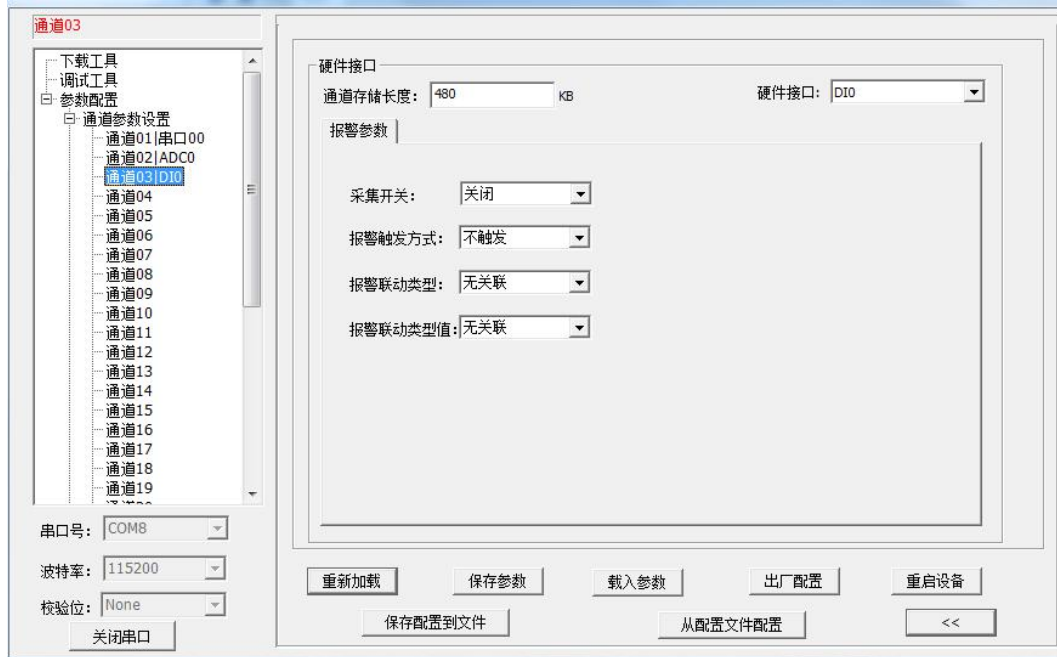 通道03
下载工具
调试工具
参数配置
通道参数设置
通道01|串口00
通道02|ADC0
通道03|DI0
通道04
通道05
通道06
通道07
通道08
通道09
通道10
通道11
通道12
通道13
通道14
通道15
通道16
通道17
通道18
通道19
串口号: COM8
波特率: 115200
校验位: None
关闭串口
硬件接口
通道存储长度: 480 KB
硬件接口: DI0
报警参数
采集开关: 关闭
报警触发方式: 不触发
报警联动类型: 无关联
报警联动类型值: 无关联
重新加载 保存参数 载入参数 出厂配置 重启设备
保存配置到文件 从配置文件配置 <<